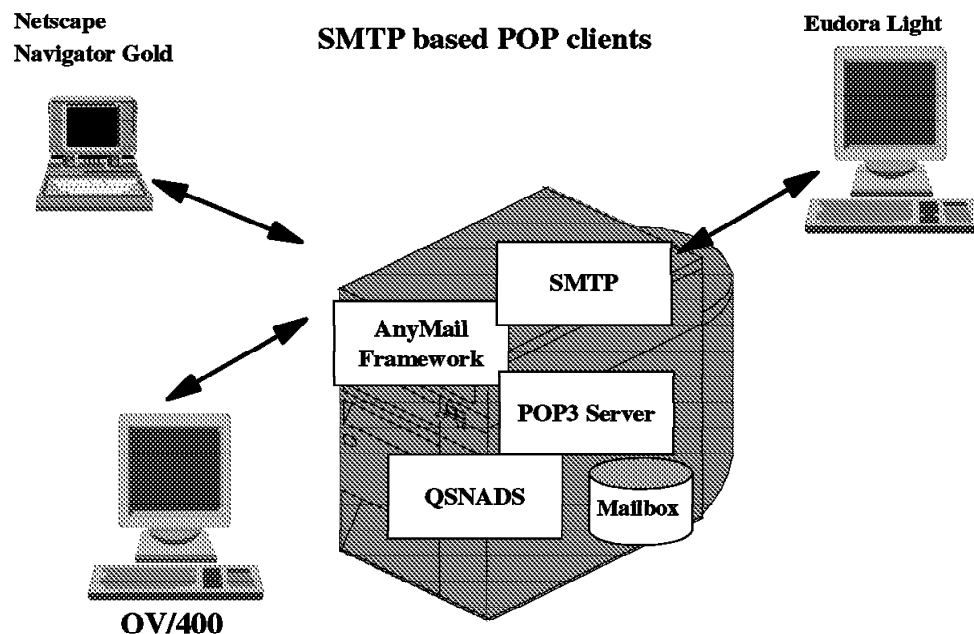 Netscape
Navigator Gold
SMTP based POP clients
Eudora Light
SMTP
AnyMail
Framework
POP3 Server
QSNADS
Mailbox
OV/400